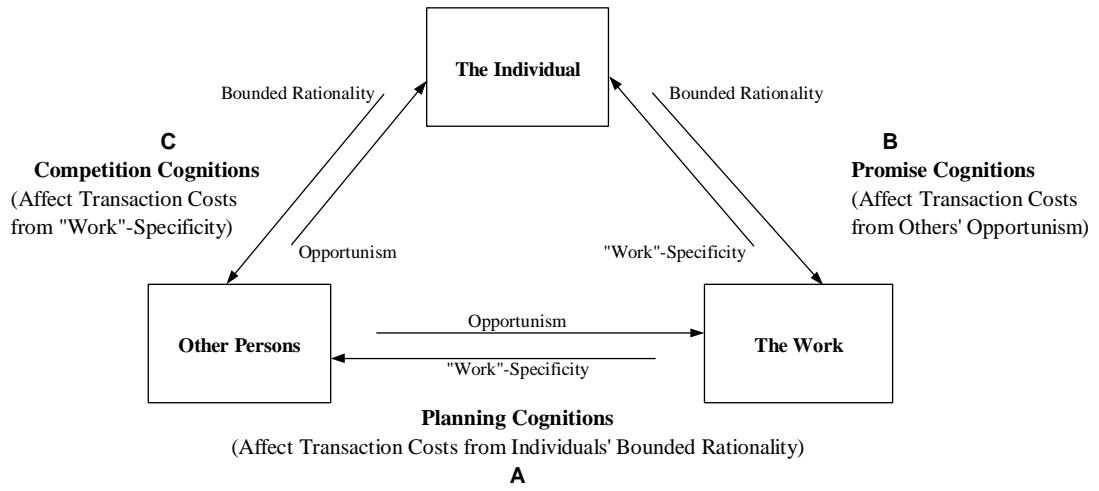 The Individual
Bounded Rationality
Bounded Rationality
C
Competition Cognitions
(Affect Transaction Costs
from "Work"-Specificity)
B
Promise Cognitions
(Affect Transaction Costs
from Others' Opportunism)
Opportunism
"Work"-Specificity
Other Persons
Opportunism
"Work"-Specificity
The Work
Planning Cognitions
(Affect Transaction Costs from Individuals' Bounded Rationality)
A